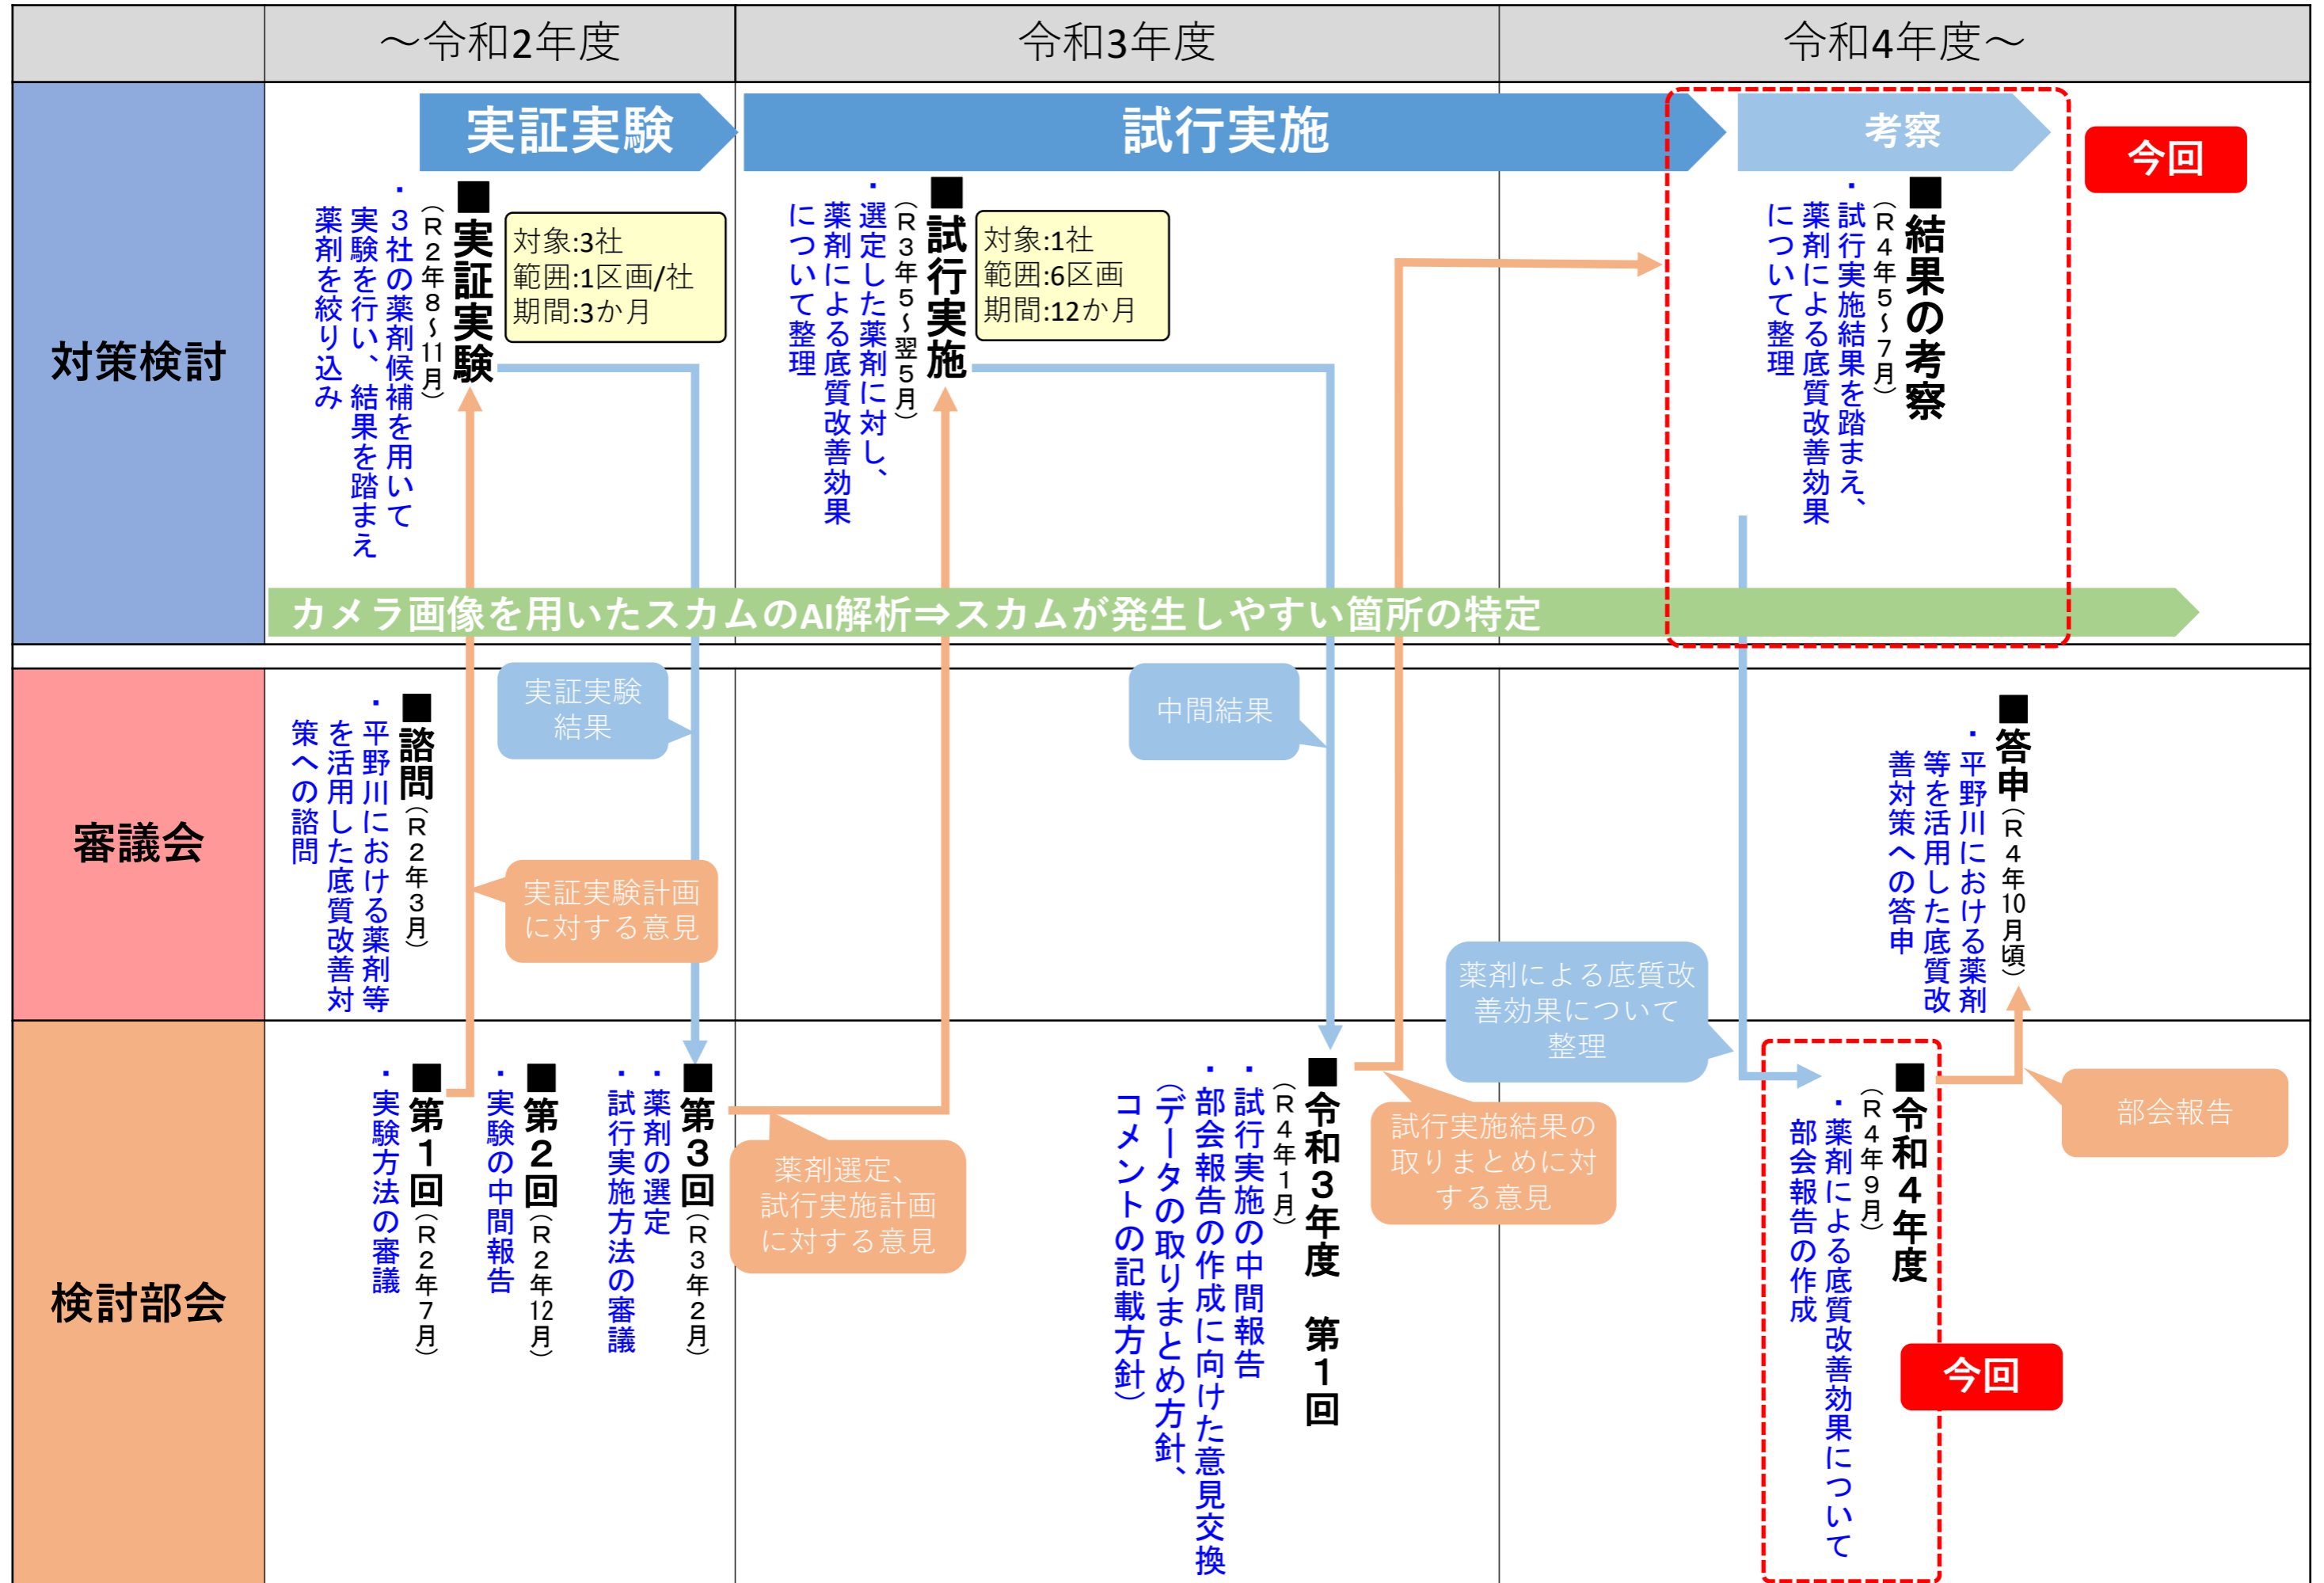 ～令和2年度
令和3年度
令和4年度～
対策検討
実証実験
試行実施
考察
今回
■実証実験
（R２年８～11月）
・３社の薬剤候補を用いて
実験を行い、結果を踏まえ
薬剤を絞り込み
対象:3社
範囲:1区画/社
期間:3か月
■試行実施
（R３年５～翌５月）
・選定した薬剤に対し、
薬剤による底質改善効果
について整理
対象:1社
範囲:6区画
期間:12か月
■結果の考察
（R４年５～７月）
・試行実施結果を踏まえ、
薬剤による底質改善効果
について整理
カメラ画像を用いたスカムのAI解析⇒スカムが発生しやすい箇所の特定
審議会
■諮問（R２年３月）
・平野川における薬剤等
を活用した底質改善対
策への諮問
実証実験
結果
実証実験計画
に対する意見
中間結果
薬剤による底質改
善効果について
整理
■答申（R４年10月頃）
・平野川における薬剤
等を活用した底質改
善対策への答申
検討部会
■第１回（R２年７月）
・実験方法の審議
■第２回（R２年12月）
・実験の中間報告
■第３回（R３年２月）
・薬剤の選定
・試行実施方法の審議
薬剤選定、
試行実施計画
に対する意見
■令和３年度　第１回
（R４年１月）
・試行実施の中間報告
・部会報告の作成に向けた意見交換
（データの取りまとめ方針、
コメントの記載方針）
試行実施結果の
取りまとめに対
する意見
■令和４年度
（R４年９月）
・薬剤による底質改善効果について
部会報告の作成
今回
部会報告